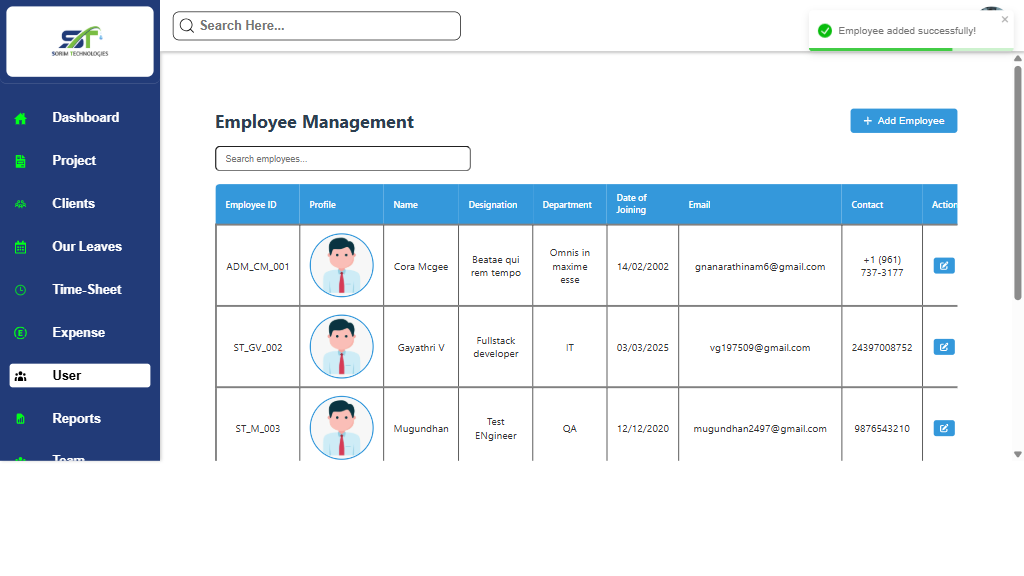 ST
SORIM TECHNOLOGIES
Search Here...
Employee added successfully!
Dashboard
Project
Clients
Our Leaves
Time-Sheet
Expense
User
Reports
Team
Employee Management
+ Add Employee
Search employees...
Employee ID Profile Name Designation Department Date of Joining Email Contact Action
ADM_CM_001 Cora Mcgee Beatae qui rem tempo Omnis in maxime esse 14/02/2002 gnanarathinam6@gmail.com +1 (961) 737-3177
ST_GV_002 Gayathri V Fullstack developer IT 03/03/2025 vg197509@gmail.com 24397008752
ST_M_003 Mugundhan Test ENgineer QA 12/12/2020 mugundhan2497@gmail.com 9876543210